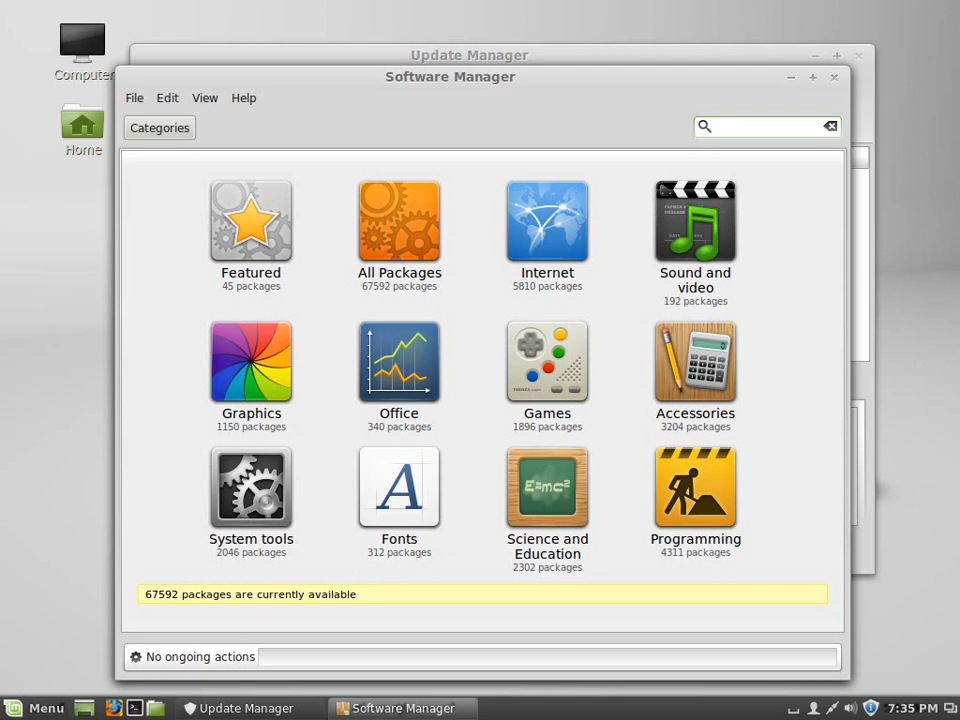 Computer
Home
Update Manager
Software Manager
File Edit View Help
Categories
Featured
45 packages
All Packages
67592 packages
Internet
5810 packages
Sound and
video
192 packages
Graphics
1150 packages
Office
340 packages
Games
1896 packages
Accessories
3204 packages
System tools
2046 packages
Fonts
312 packages
E=mc²
Science and
Education
2302 packages
Programming
4311 packages
67592 packages are currently available
No ongoing actions
Menu Update Manager Software Manager 7:35 PM